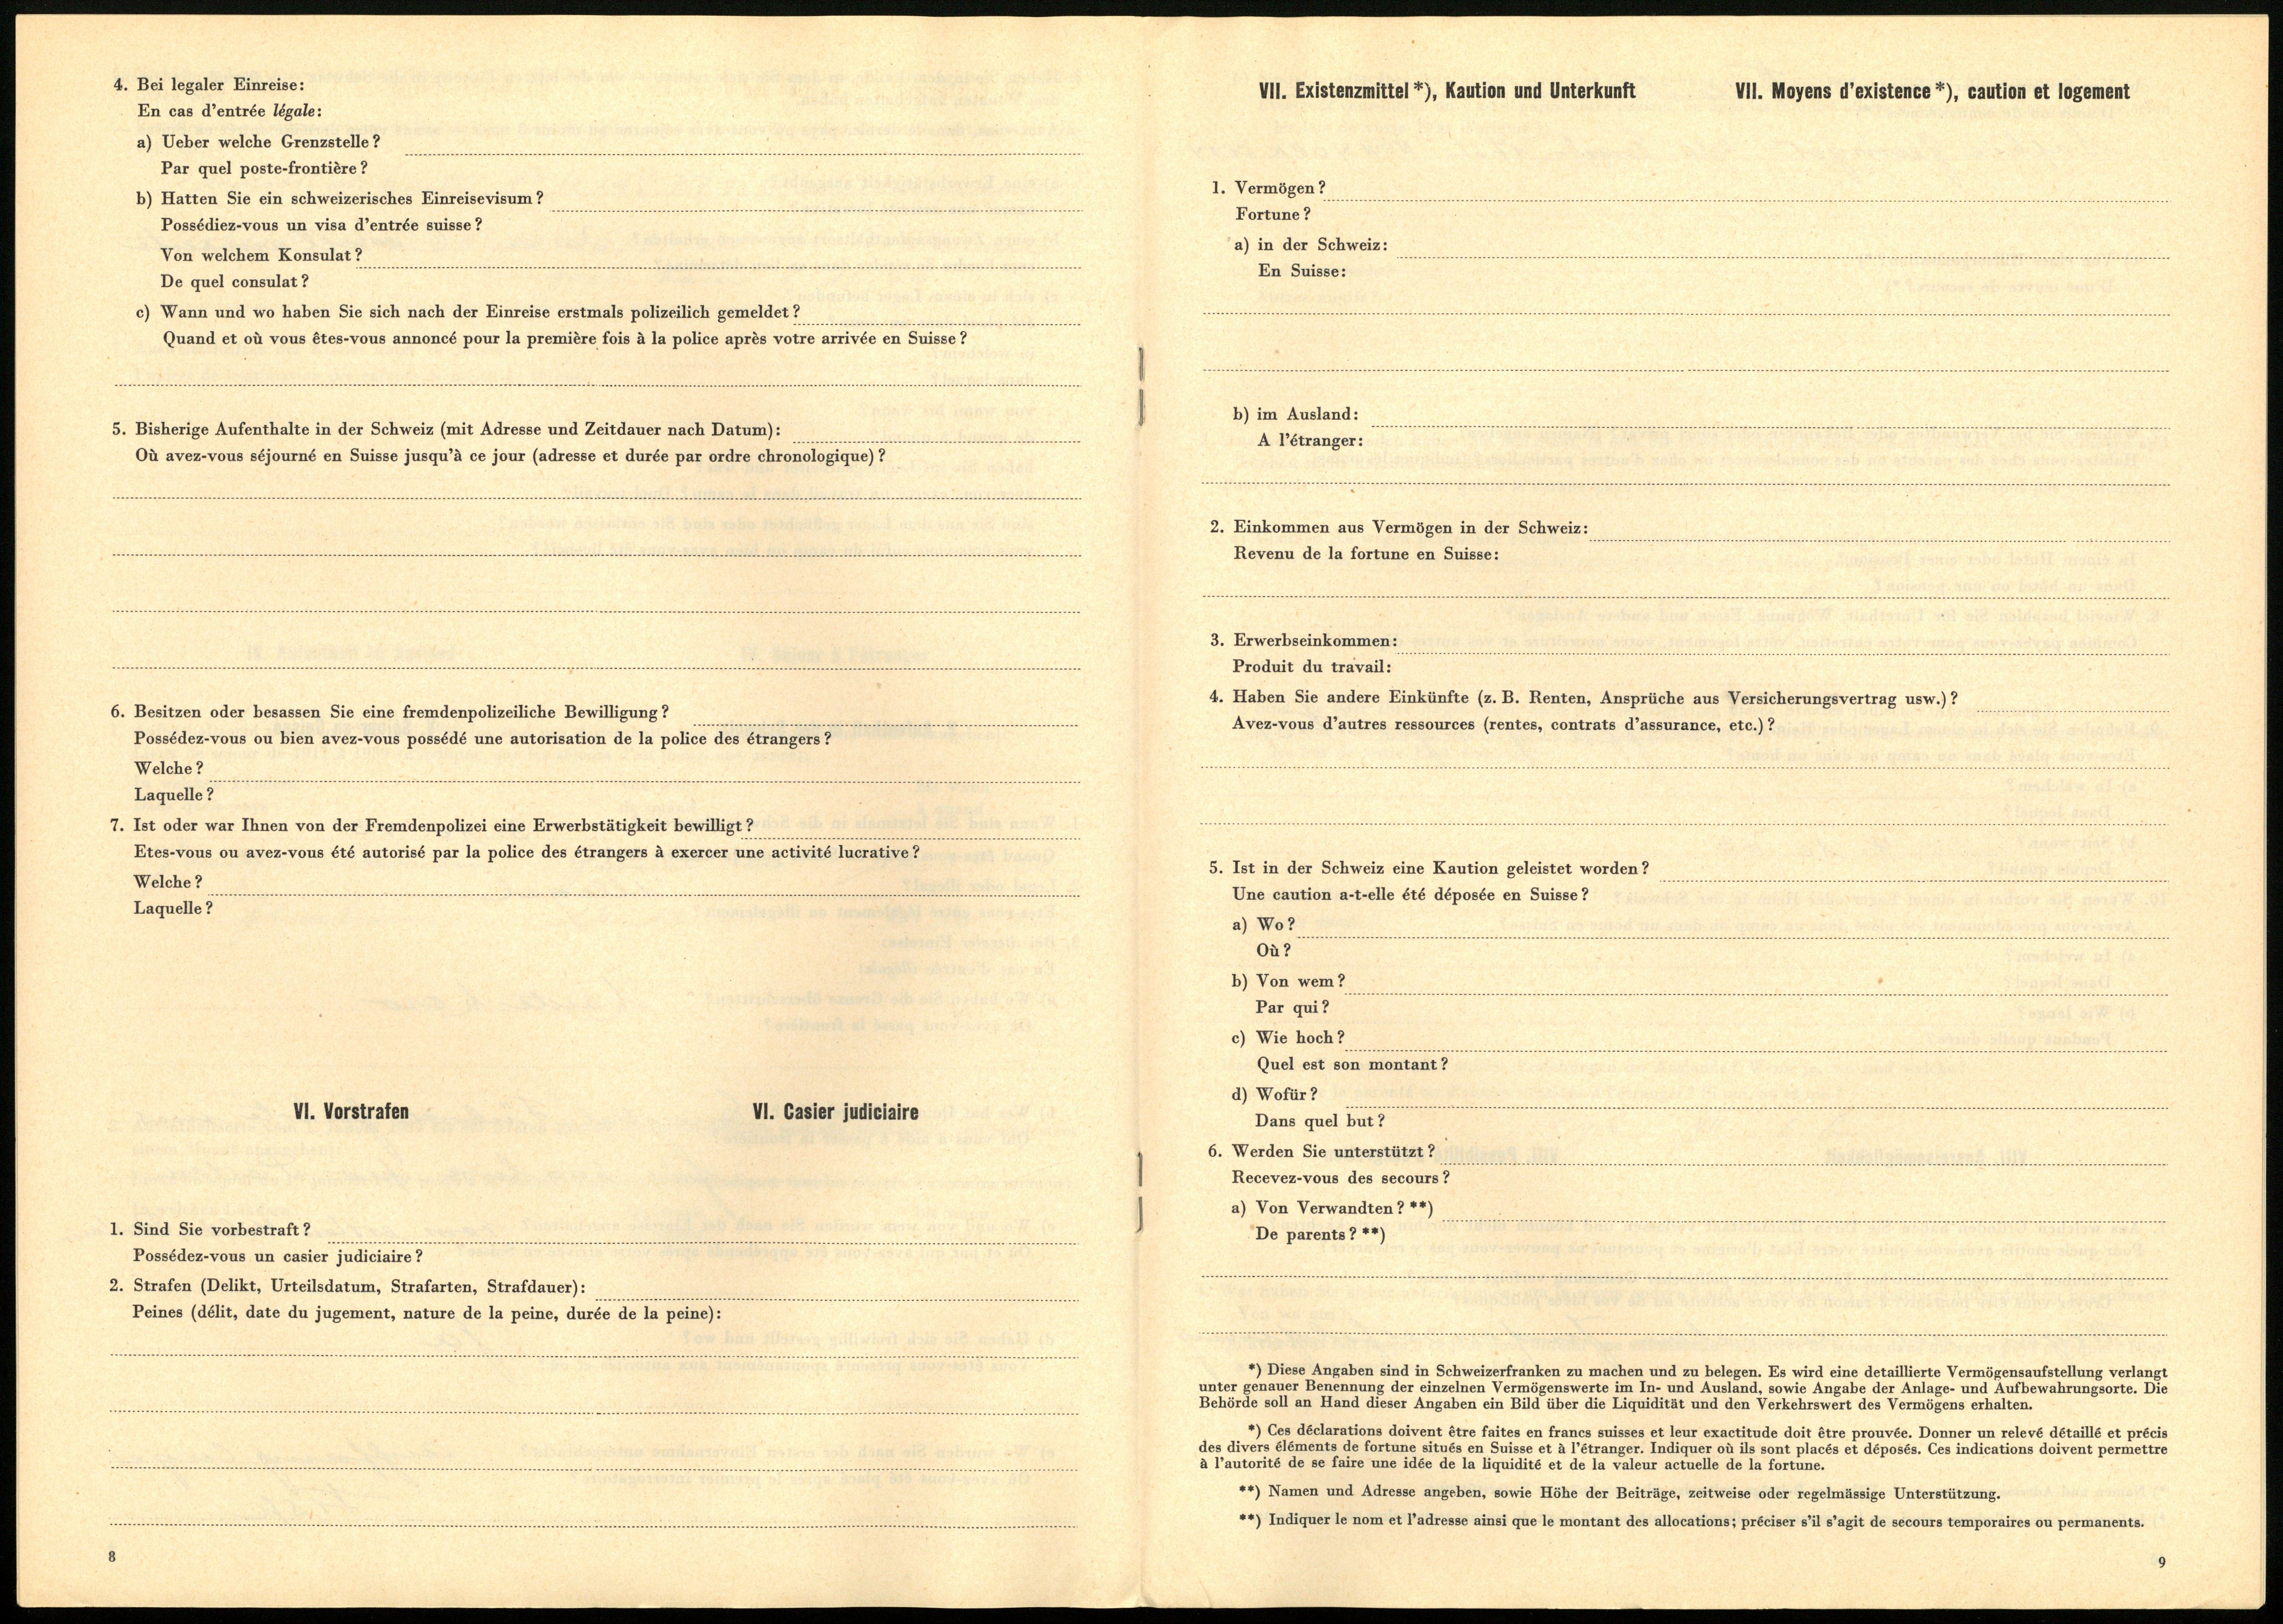 4. Bei legaler Einreise:
En cas d'entrée légale:
a) Ueber welche Grenzstelle?
Par quel poste-frontière?
b) Hatten Sie ein schweizerisches Einreisevisum?
Possédiez-vous un visa d'entrée suisse?
Von welchem Konsulat?
De quel consulat?
c) Wann und wo haben Sie sich nach der Einreise erstmals polizeilich gemeldet?
Quand et où vous êtes-vous annoncé pour la première fois à la police après votre arrivée en Suisse?
5. Bisherige Aufenthalte in der Schweiz (mit Adresse und Zeitdauer nach Datum):
Où avez-vous séjourné en Suisse jusqu'à ce jour (adresse et durée par ordre chronologique)?
6. Besitzen oder besassen Sie eine fremdenpolizeiliche Bewilligung?
Possédez-vous ou bien avez-vous possédé une autorisation de la police des étrangers?
Welche?
Laquelle?
7. Ist oder war Ihnen von der Fremdenpolizei eine Erwerbstätigkeit bewilligt?
Etes-vous ou avez-vous été autorisé par la police des étrangers à exercer une activité lucrative?
Welche?
Laquelle?
VI. Vorstrafen VI. Casier judiciaire
1. Sind Sie vorbestraft?
Possédez-vous un casier judiciaire?
2. Strafen (Delikt, Urteilsdatum, Strafarten, Strafdauer):
Peines (délit, date du jugement, nature de la peine, durée de la peine):
8
VII. Existenzmittel *), Kaution und Unterkunft VII. Moyens d'existence *), caution et logement
1. Vermögen?
Fortune?
a) in der Schweiz:
En Suisse:
b) im Ausland:
A l'étranger:
2. Einkommen aus Vermögen in der Schweiz:
Revenu de la fortune en Suisse:
3. Erwerbseinkommen:
Produit du travail:
4. Haben Sie andere Einkünfte (z. B. Renten, Ansprüche aus Versicherungsvertrag usw.)?
Avez-vous d'autres ressources (rentes, contrats d'assurance, etc.)?
5. Ist in der Schweiz eine Kaution geleistet worden?
Une caution a-t-elle été déposée en Suisse?
a) Wo?
Où?
b) Von wem?
Par qui?
c) Wie hoch?
Quel est son montant?
d) Wofür?
Dans quel but?
6. Werden Sie unterstützt?
Recevez-vous des secours?
a) Von Verwandten? **)
De parents? **)
*) Diese Angaben sind in Schweizerfranken zu machen und zu belegen. Es wird eine detaillierte Vermögensaufstellung verlangt
unter genauer Benennung der einzelnen Vermögenswerte im In- und Ausland, sowie Angabe der Anlage- und Aufbewahrungsorte. Die
Behörde soll an Hand dieser Angaben ein Bild über die Liquidität und den Verkehrswert des Vermögens erhalten.
*) Ces déclarations doivent être faites en francs suisses et leur exactitude doit être prouvée. Donner un relevé détaillé et précis
des divers éléments de fortune situés en Suisse et à l'étranger. Indiquer où ils sont placés et déposés. Ces indications doivent permettre
à l'autorité de se faire une idée de la liquidité et de la valeur actuelle de la fortune.
**) Namen und Adresse angeben, sowie Höhe der Beiträge, zeitweise oder regelmässige Unterstützung.
**) Indiquer le nom et l'adresse ainsi que le montant des allocations; préciser s'il s'agit de secours temporaires ou permanents.
9